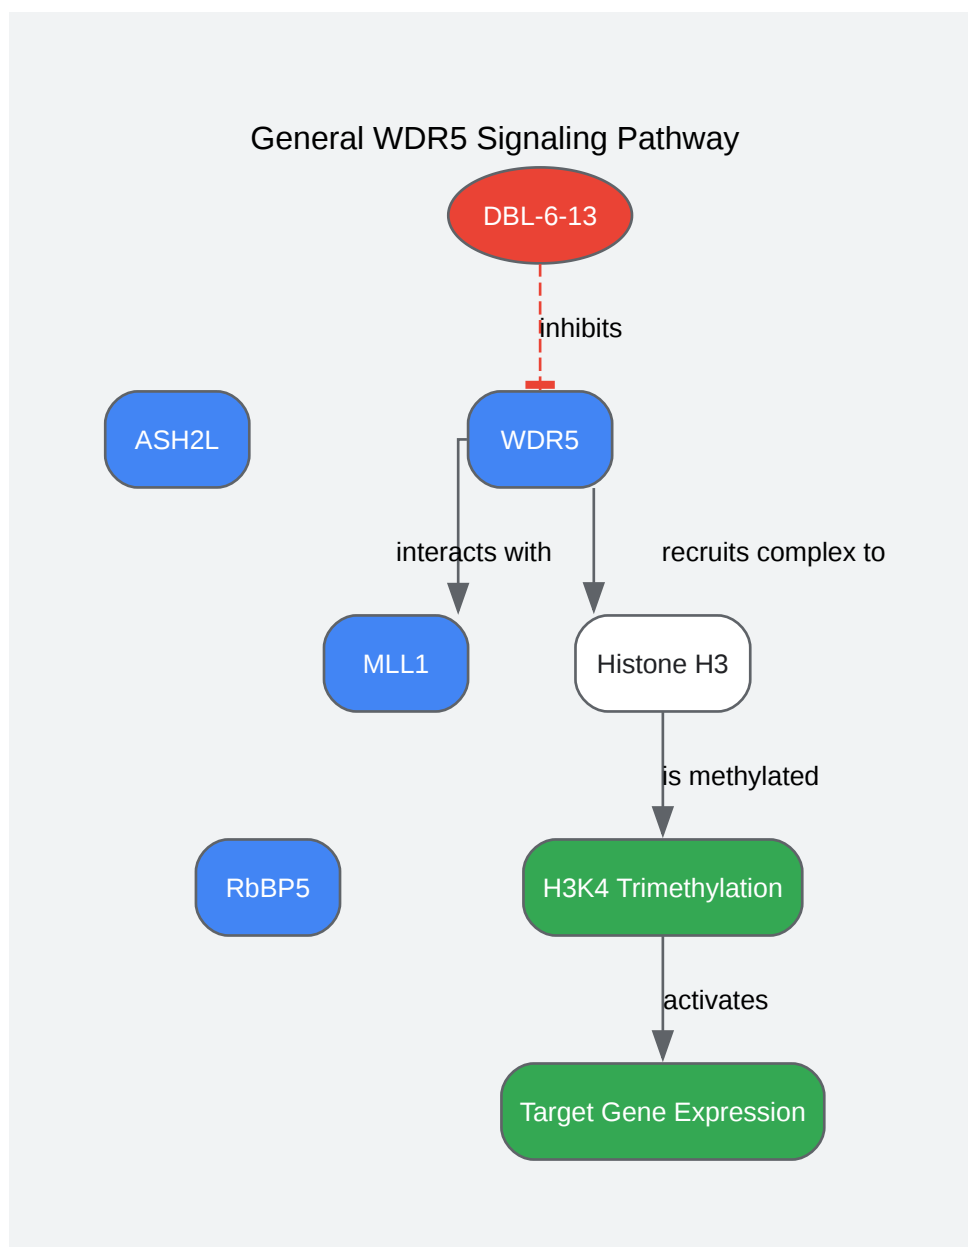 General WDR5 Signaling Pathway
DBL-6-13
inhibits
ASH2L
WDR5
interacts with
recruits complex to
MLL1
Histone H3
is methylated
RbBP5
H3K4 Trimethylation
activates
Target Gene Expression